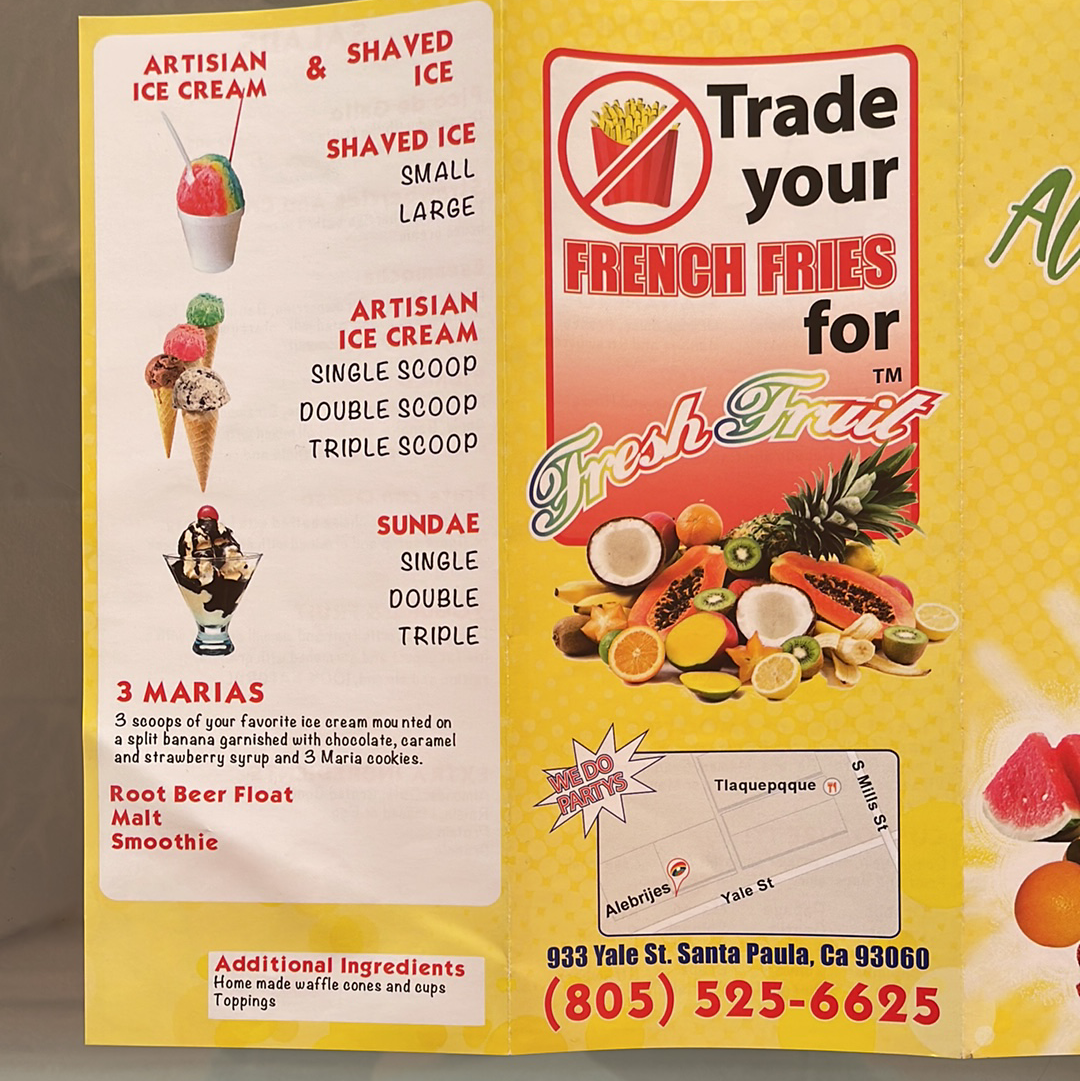 ARTISIAN
ICE CREAM
&
SHAVED
ICE
SHAVED ICE
SMALL
LARGE
ARTISIAN
ICE CREAM
SINGLE SCOOP
DOUBLE SCOOP
TRIPLE SCOOP
SUNDAE
SINGLE
DOUBLE
TRIPLE
3 MARIAS
3 scoops of your favorite ice cream mou nted on
a split banana garnished with chocolate, caramel
and strawberry syrup and 3 Maria cookies.
Root Beer Float
Malt
Smoothie
Additional Ingredients
Home made waffle cones and cups
Toppings
Trade
your
FRENCH FRIES
for
TM
Fresh Fruit
WE DO
PARTYS
Tlaquepqque
S Mills St
Alebrijes
Yale St
933 Yale St. Santa Paula, Ca 93060
(805) 525-6625